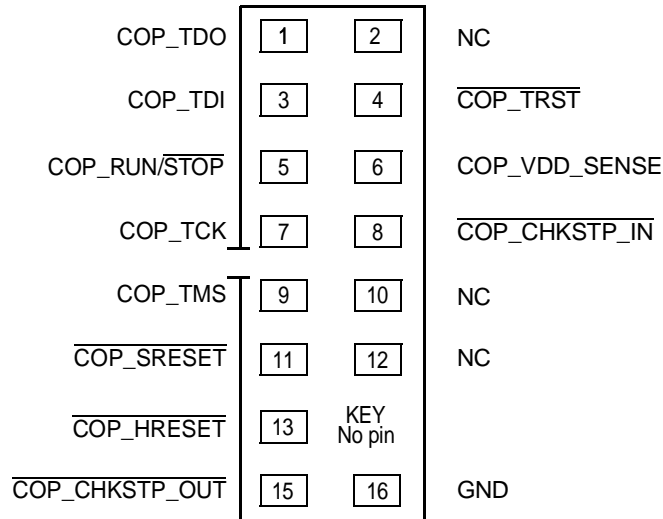 COP_TDO 1 2 NC
COP_TDI 3 4 COP_TRST
COP_RUN/STOP 5 6 COP_VDD_SENSE
COP_TCK 7 8 COP_CHKSTP_IN
COP_TMS 9 10 NC
COP_SRESET 11 12 NC
COP_HRESET 13 KEY
No pin
COP_CHKSTP_OUT 15 16 GND